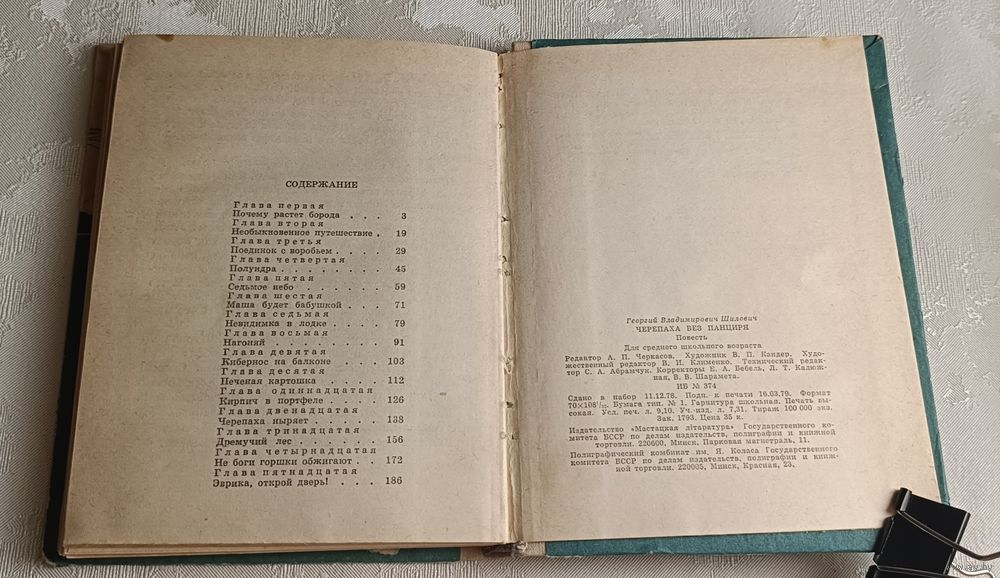 СОДЕРЖАНИЕ
Глава первая
Почему растет борода . . . 3
Глава вторая
Необыкновенное путешествие . 19
Глава третья
Поединок с воробьем . . . . 29
Глава четвертая
Полундра . . . . . . . . 45
Глава пятая
Седьмое небо . . . . . . 59
Глава шестая
Маша будет бабушкой . . . 71
Глава седьмая
Невидимка в лодке . . . . 79
Глава восьмая
Нагоняй . . . . . . . . 91
Глава девятая
Кибернос на балконе . . . 103
Глава десятая
Печеная картошка . . . . 112
Глава одиннадцатая
Кирпич в портфеле . . . . 126
Глава двенадцатая
Черепаха ныряет . . . . . 138
Глава тринадцатая
Дремучий лес . . . . . . 156
Глава четырнадцатая
Не боги горшки обжигают . . 172
Глава пятнадцатая
Эврика, открой дверь! . . . 186
Георгий Владимирович Шилович
ЧЕРЕПАХА БЕЗ ПАНЦИРЯ
Повесть
Для среднего школьного возраста
Редактор А. П. Черкасов. Художник В. П. Кандер. Худо-
жественный редактор В. И. Клименко. Технический редак-
тор С. А. Абрамчук. Корректоры Е. А. Бебель, Л. Т. Калюж-
ная, В. В. Шарамета.
ИБ № 374
Сдано в набор 11.12.78. Подп. к печати 16.03.79. Формат
70×108¹/₃₂. Бумага тип. № 1. Гарнитура школьная. Печать вы-
сокая. Усл. печ. л. 9,10. Уч.-изд. л. 7,31. Тираж 100 000 экз.
Зак. 1793. Цена 35 к.
Издательство «Мастацкая літаратура» Государственного ко-
митета БССР по делам издательств, полиграфии и книжной
торговли. 220600, Минск, Парковая магистраль, 11.
Полиграфический комбинат им. Я. Коласа Государственного
комитета БССР по делам издательств, полиграфии и книж-
ной торговли. 220005, Минск, Красная, 23.